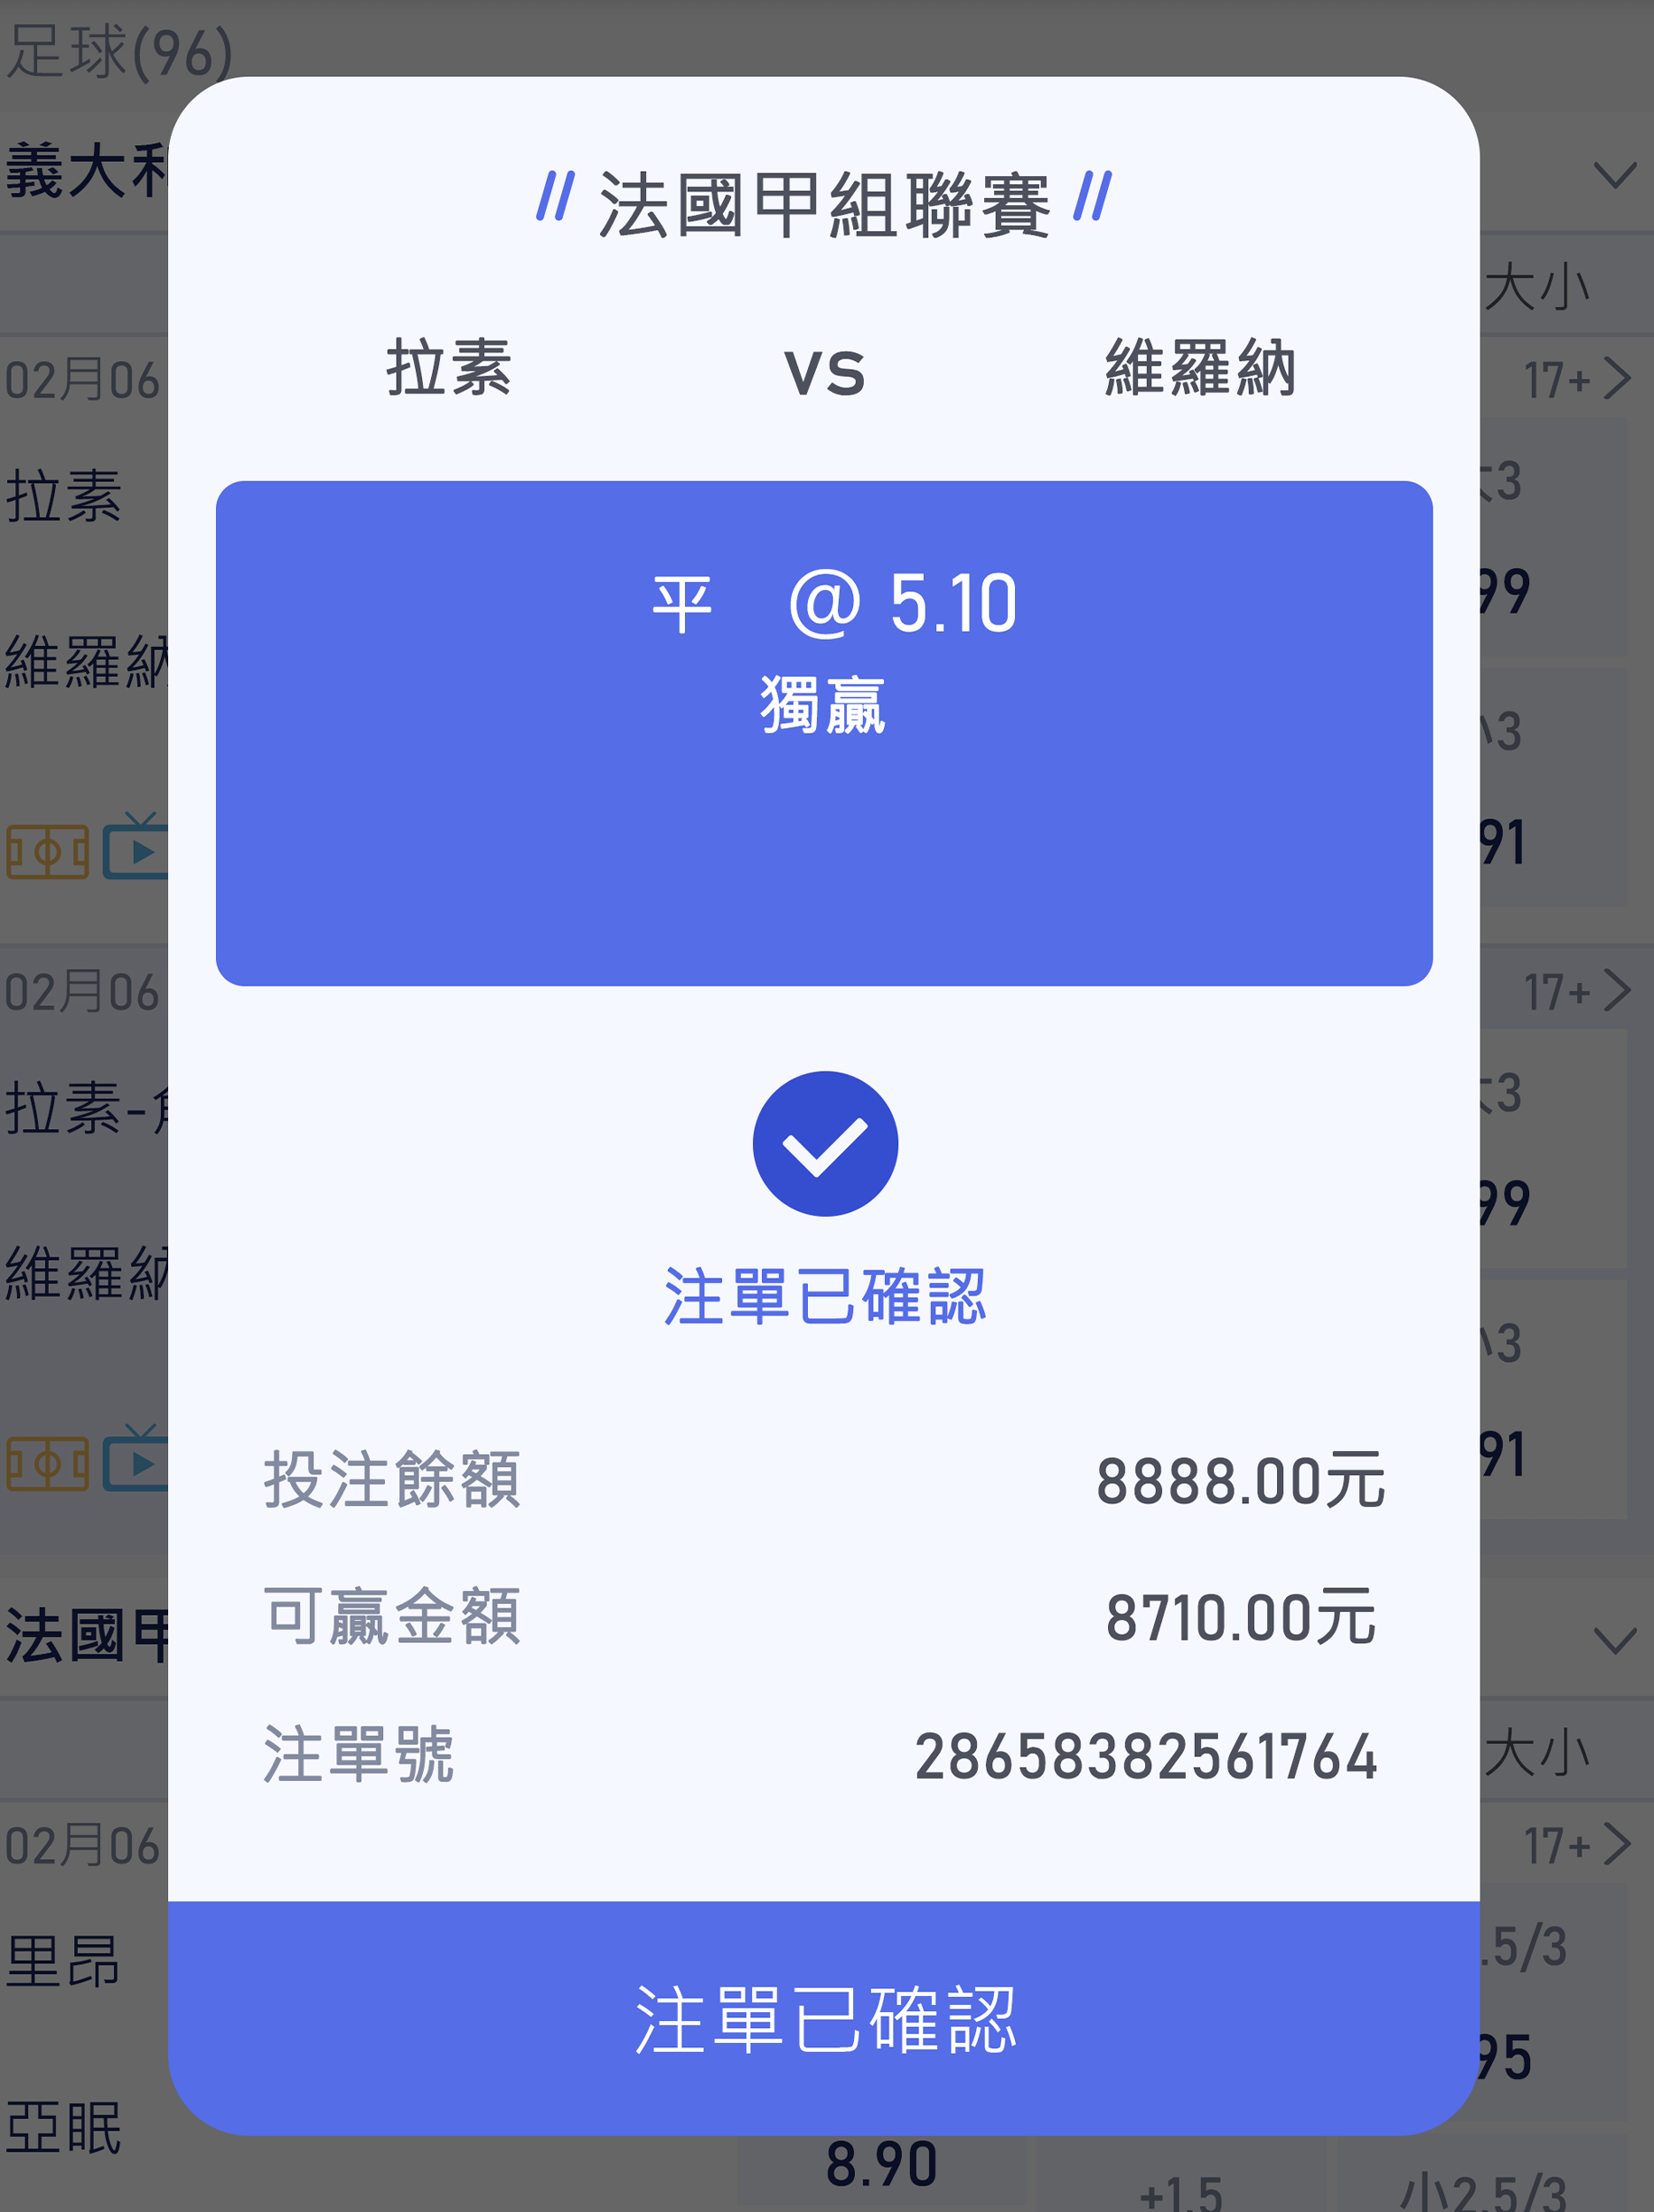 足球(96)
義大利
法國甲組聯賽
大小
拉素 vs 維羅納
02月06 17+
拉素
3
平 @ 5.10
99
維羅納
獨贏
小3
91
02月06 17+
拉素-
3
99
維羅納
注單已確認
小3
91
投注餘額 8888.00元
可贏金額 8710.00元
法國甲
注單號 28658382561764
大小
02月06 17+
里昂
.5/3
注單已確認
95
亞眠
8.90
+1.5
小2.5/3